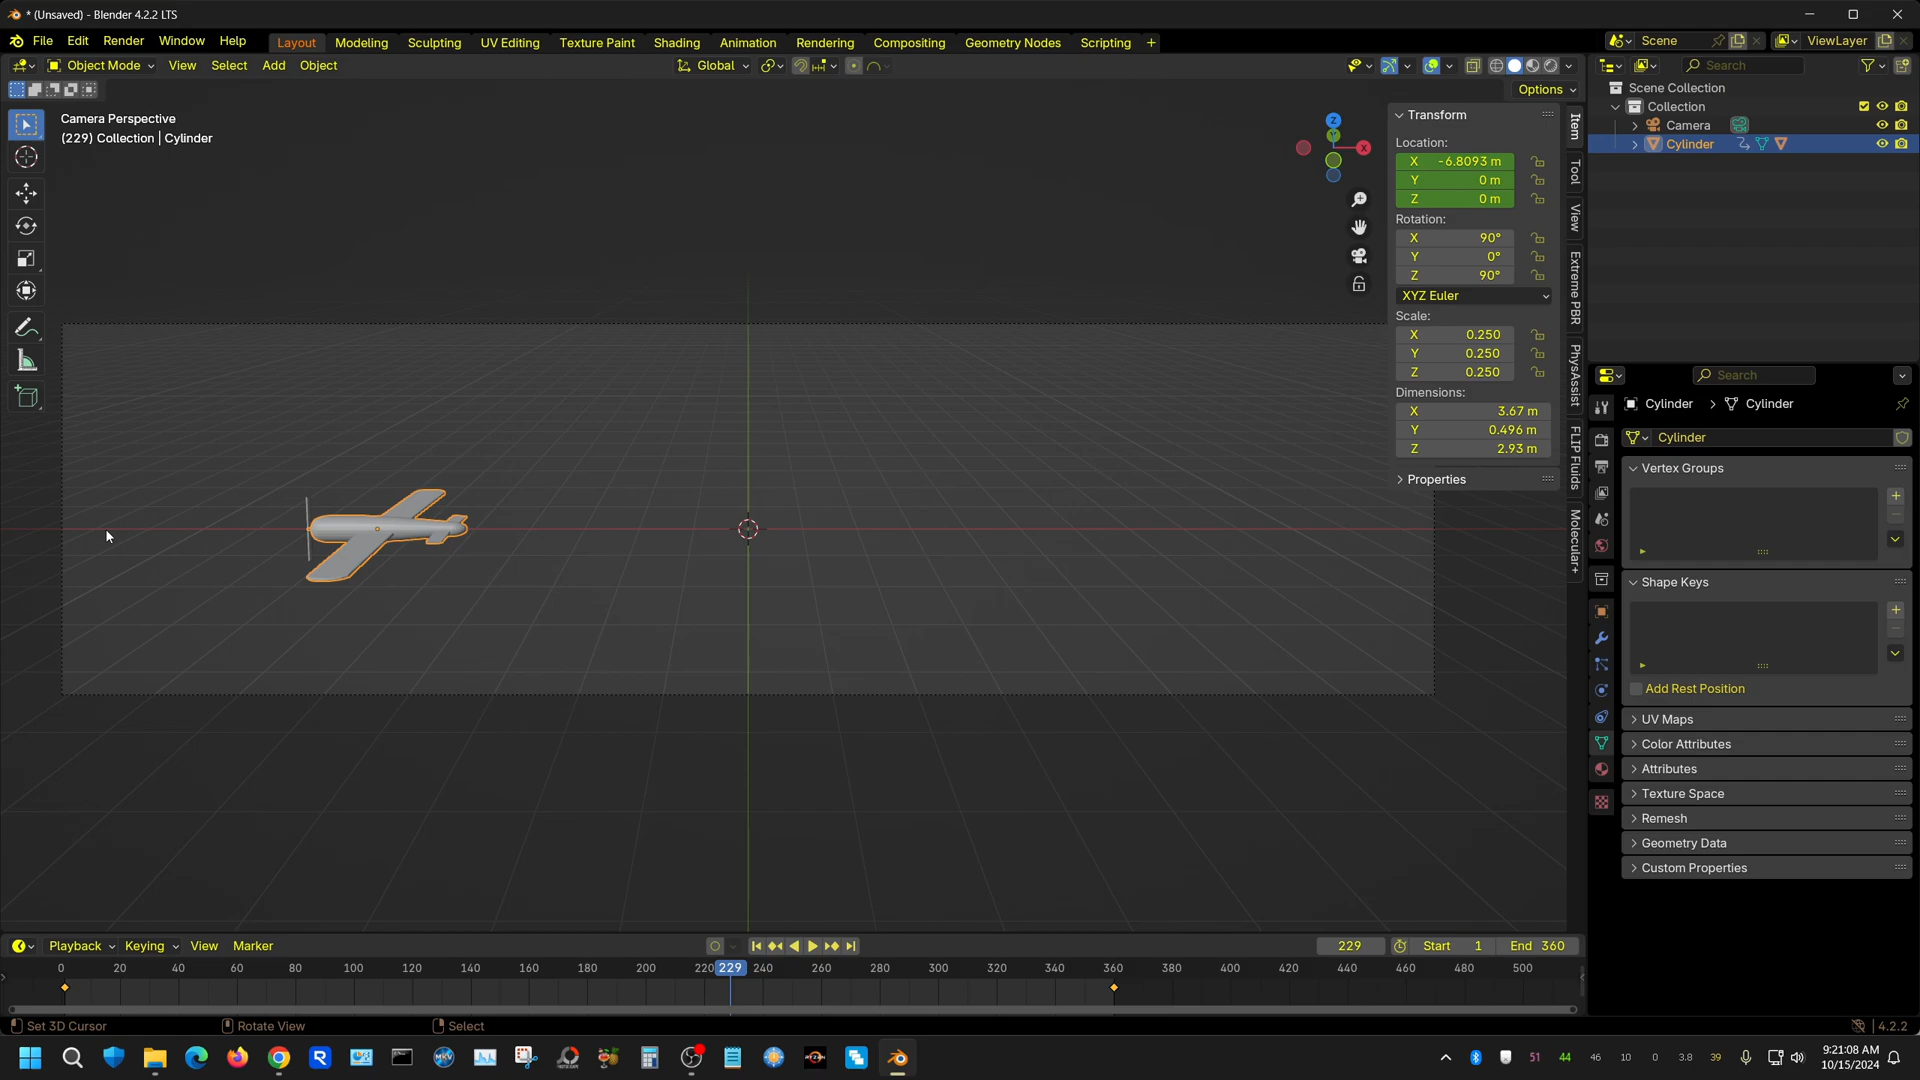 * (Unsaved) - Blender 4.2.2 LTS
File Edit Render Window Help Layout Modeling Sculpting UV Editing Texture Paint Shading Animation Rendering Compositing Geometry Nodes Scripting + Scene ViewLayer
Object Mode View Select Add Object Global Search
Options
Camera Perspective
(229) Collection | Cylinder
Z
Y
X
Transform
Location:
X -6.8093 m
Y 0 m
Z 0 m
Rotation:
X 90°
Y 0°
Z 90°
XYZ Euler
Scale:
X 0.250
Y 0.250
Z 0.250
Dimensions:
X 3.67 m
Y 0.496 m
Z 2.93 m
Properties
Item
Tool
View
Extreme PBR
PhysAssist
FLIP Fluids
Molecular+
Scene Collection
Collection
Camera
Cylinder
Search
Cylinder > Cylinder
Cylinder
Vertex Groups
Shape Keys
Add Rest Position
UV Maps
Color Attributes
Attributes
Texture Space
Remesh
Geometry Data
Custom Properties
Playback Keying View Marker 229 Start 1 End 360
0 20 40 60 80 100 120 140 160 180 200 220 229 240 260 280 300 320 340 360 380 400 420 440 460 480 500
Set 3D Cursor Rotate View Select 4.2.2
51 44 46 10 0 3.8 39
9:21:08 AM
10/15/2024